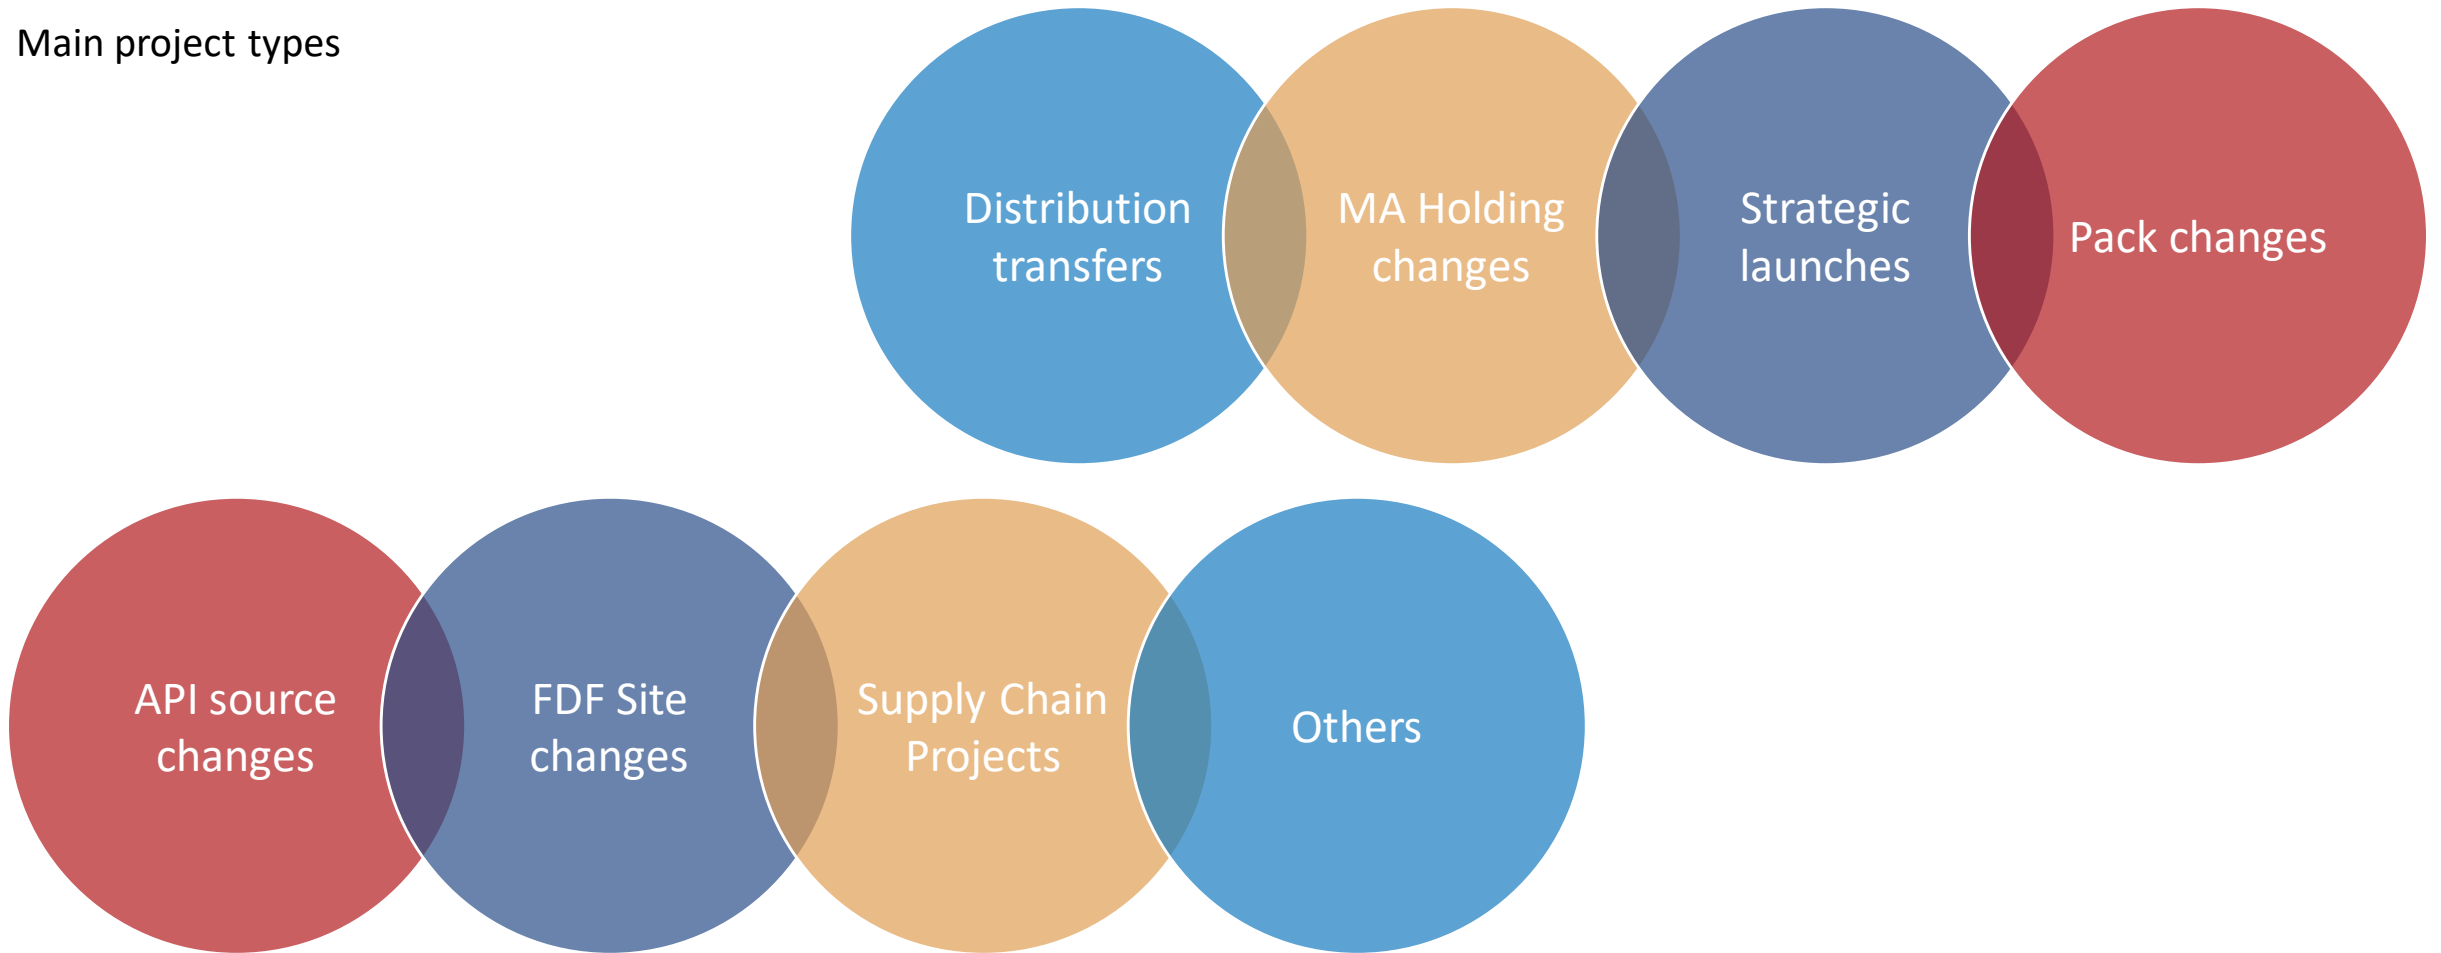 Main project types
Distribution
transfers
MA Holding
changes
Strategic
launches
Pack changes
API source
changes
FDF Site
changes
Supply Chain
Projects
Others